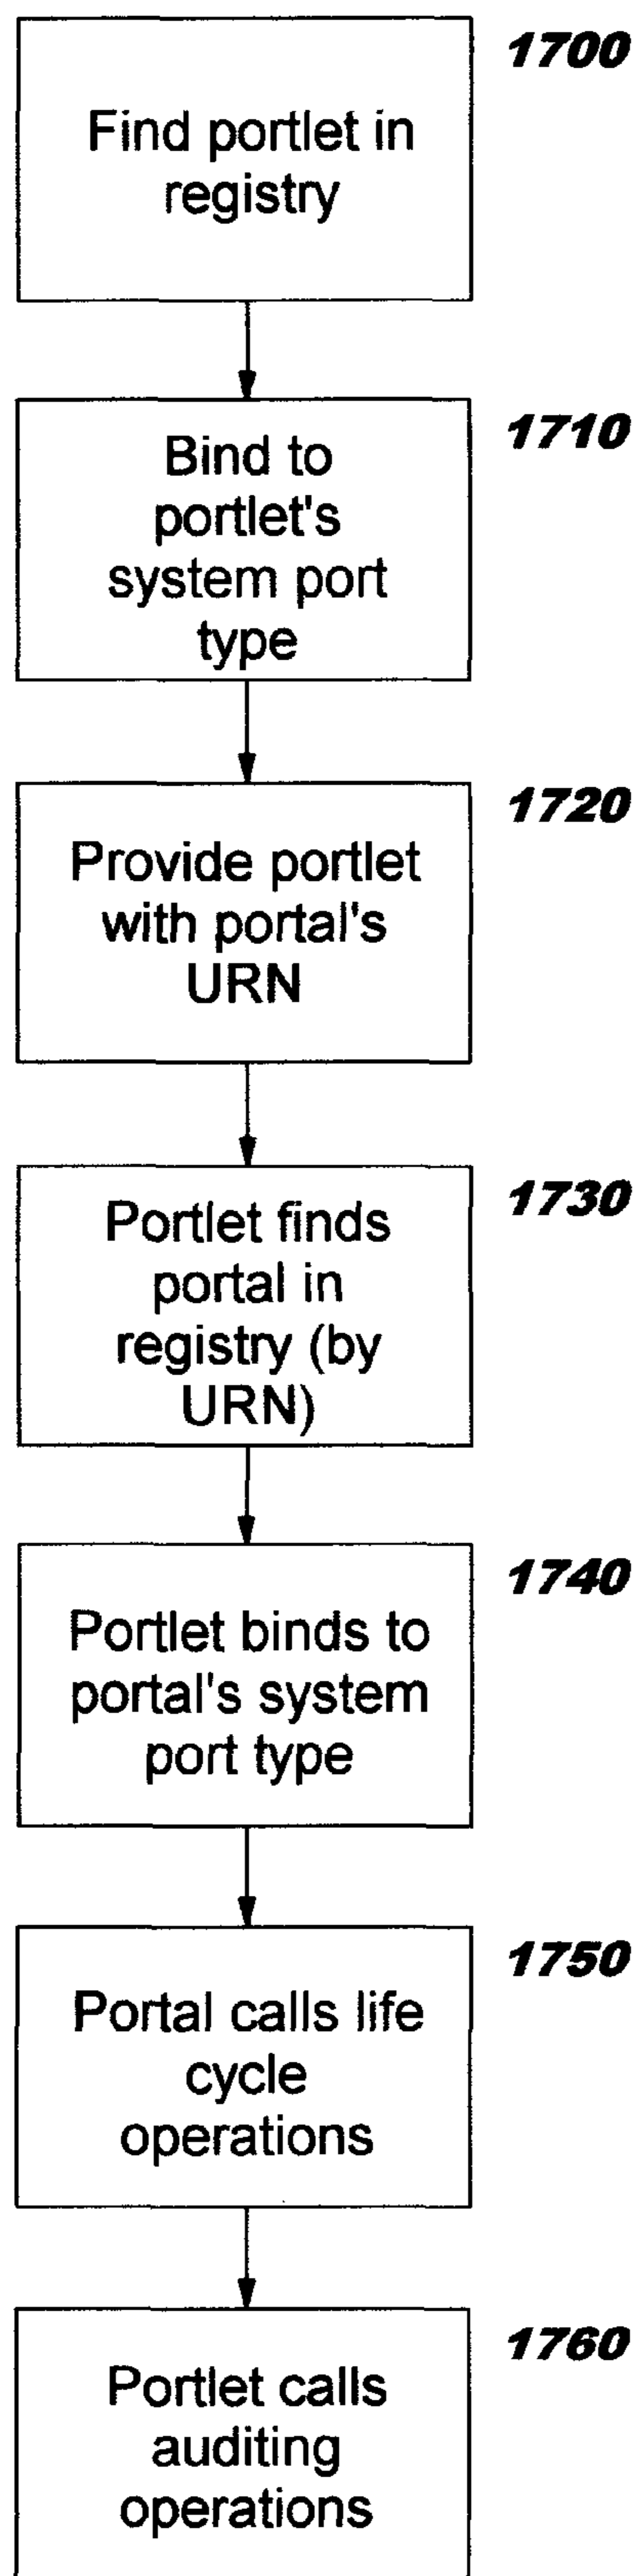 1700
Find portlet in
registry
1710
Bind to
portlet's
system port
type
1720
Provide portlet
with portal's
URN
1730
Portlet finds
portal in
registry (by
URN)
1740
Portlet binds to
portal's system
port type
1750
Portal calls life
cycle
operations
1760
Portlet calls
auditing
operations